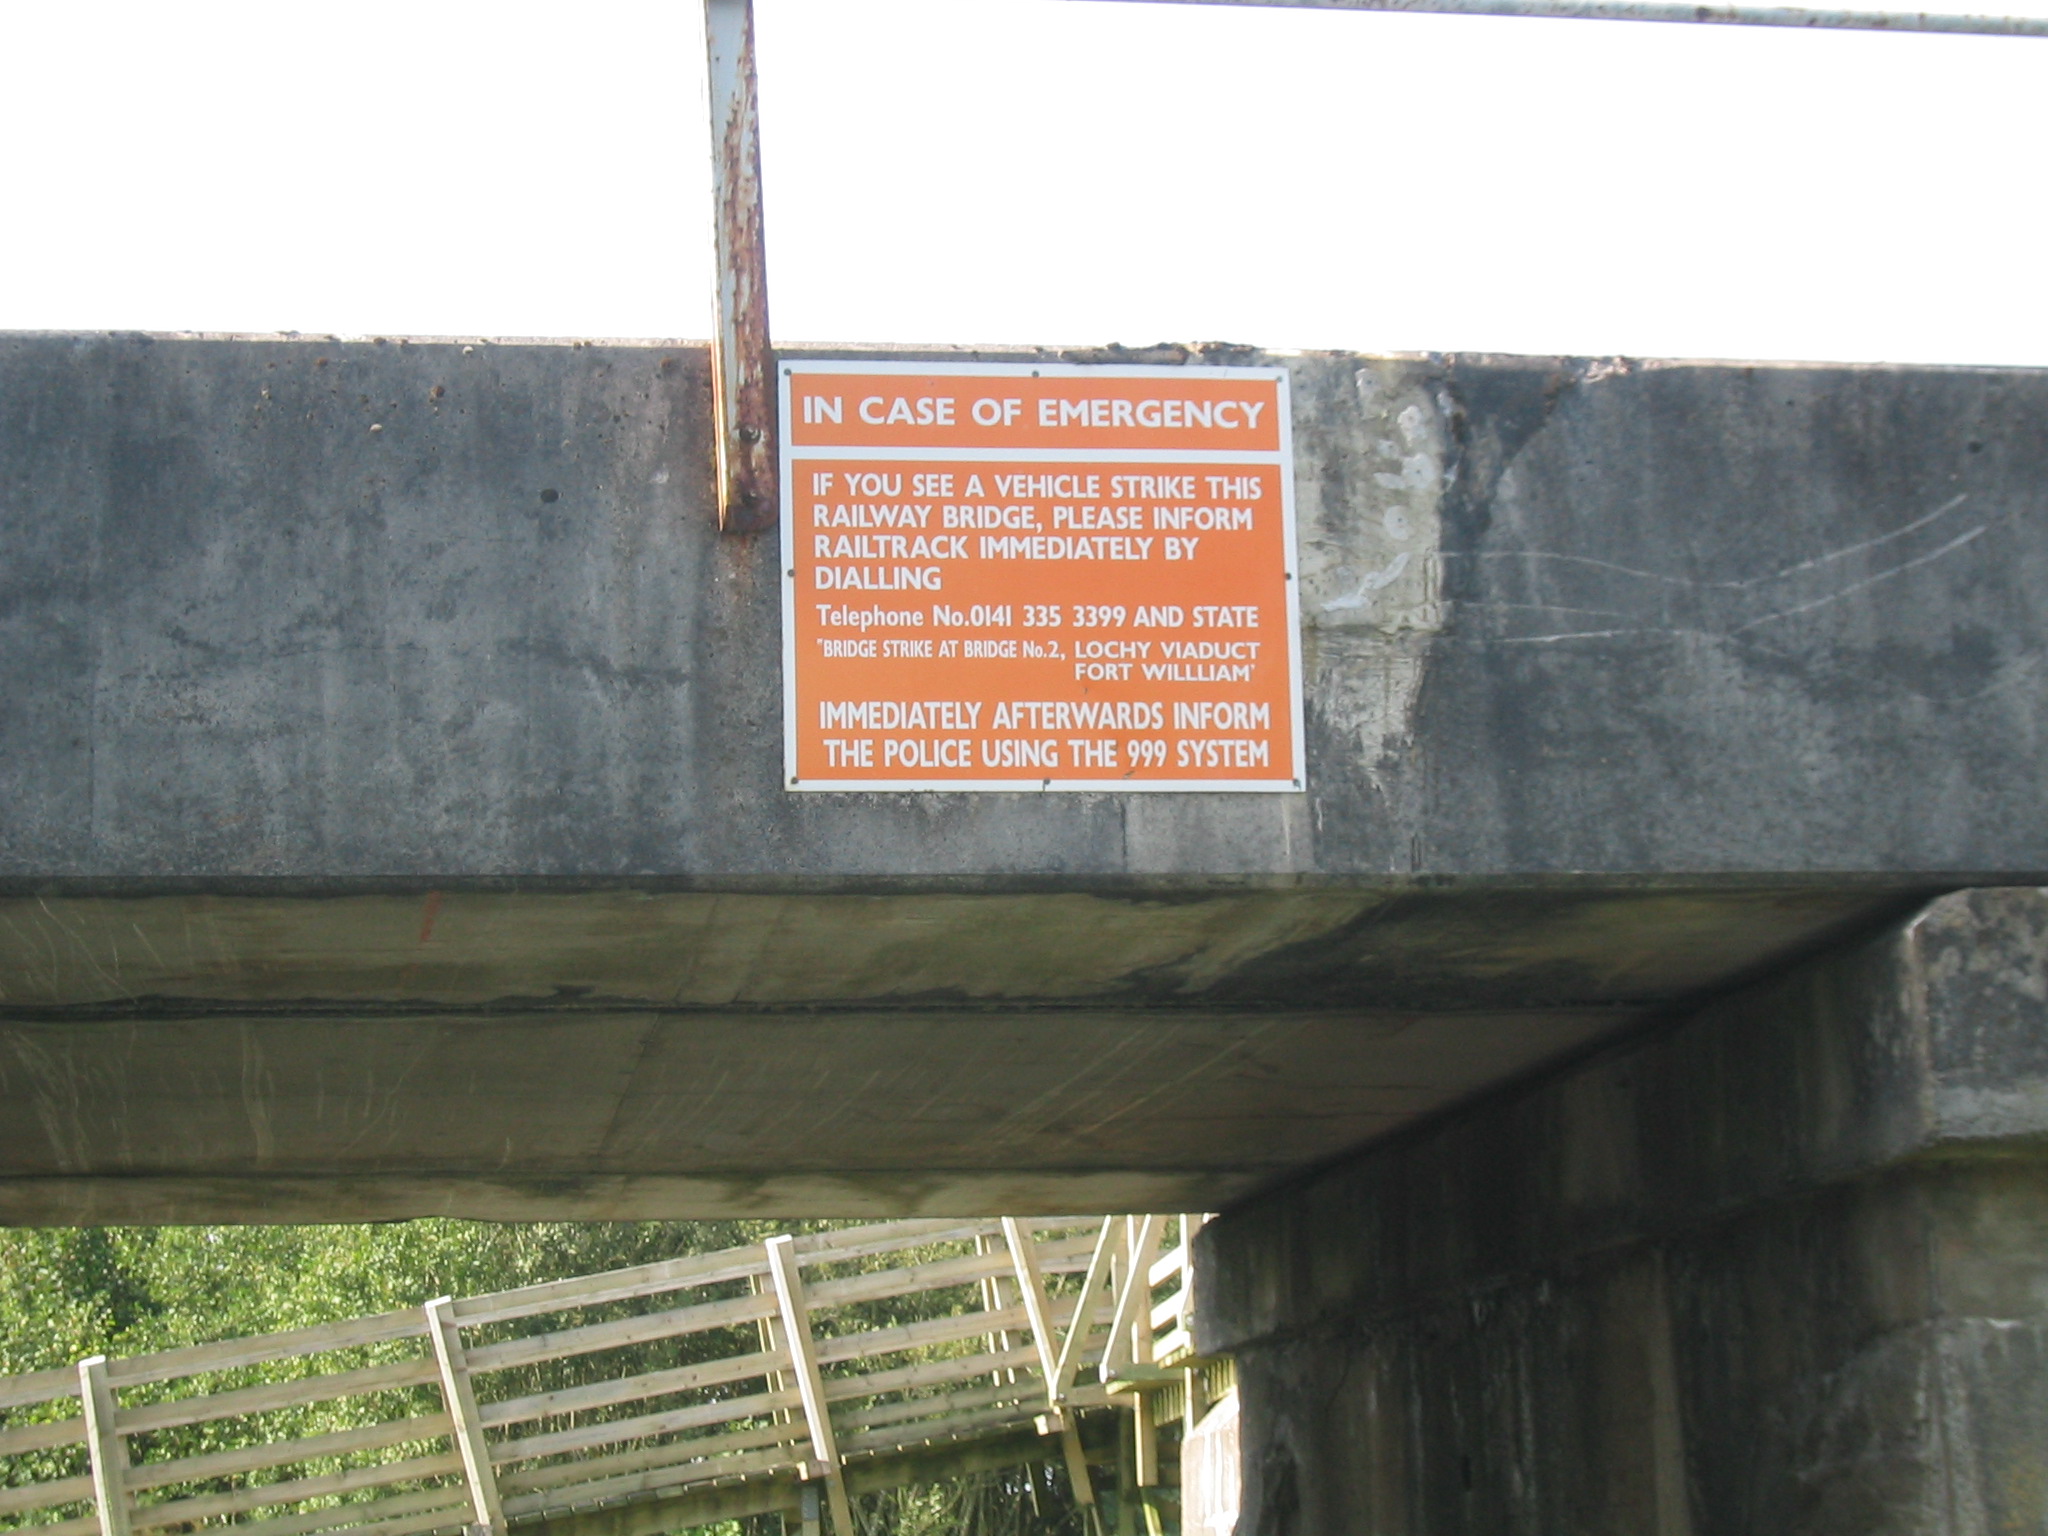 IN CASE OF EMERGENCY
IF YOU SEE A VEHICLE STRIKE THIS
RAILWAY BRIDGE, PLEASE INFORM
RAILTRACK IMMEDIATELY BY
DIALLING
Telephone No.0141 335 3399 AND STATE
"BRIDGE STRIKE AT BRIDGE No.2, LOCHY VIADUCT
FORT WILLLIAM"
IMMEDIATELY AFTERWARDS INFORM
THE POLICE USING THE 999 SYSTEM